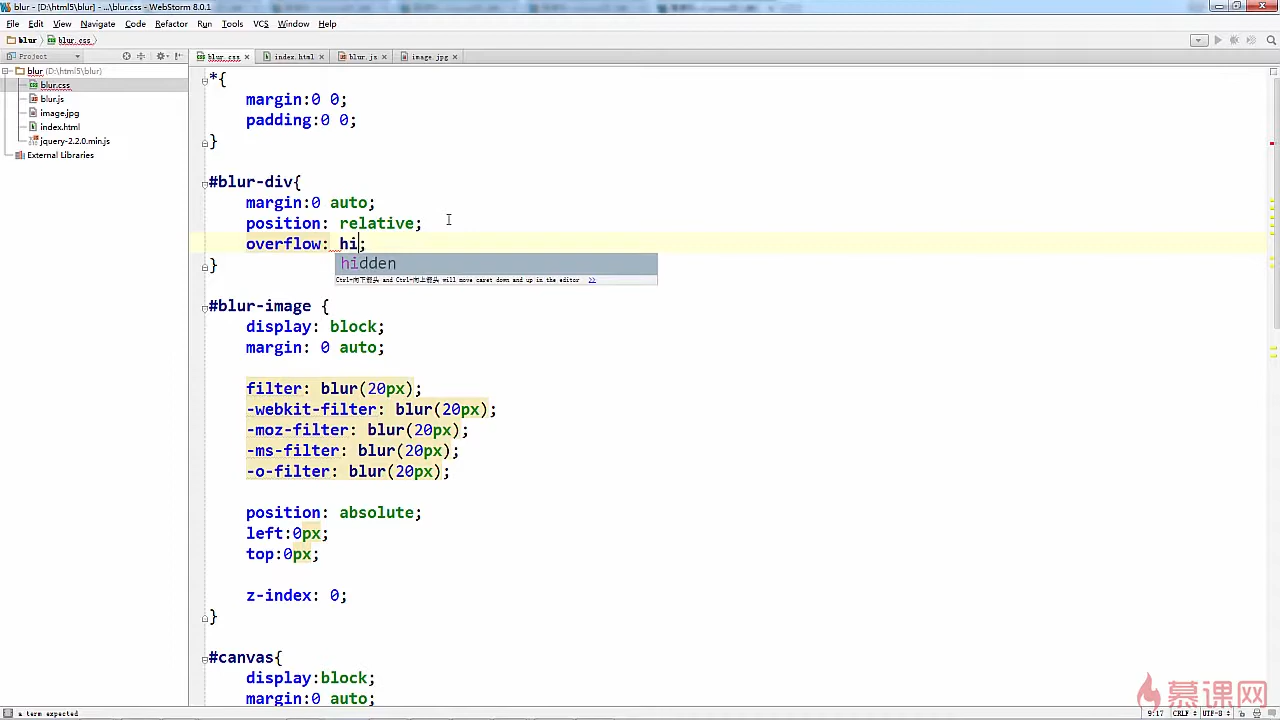 blur - [D:\html5\blur] - ...\blur.css - WebStorm 8.0.1
File Edit View Navigate Code Refactor Run Tools VCS Window Help
blur blur.css
Project
blur.css index.html blur.js image.jpg
blur (D:\html5\blur)
blur.css
blur.js
image.jpg
index.html
jquery-2.2.0.min.js
External Libraries
*{
margin:0 0;
padding:0 0;
}
#blur-div{
margin:0 auto;
position: relative;
overflow: hi;
hidden
Ctrl+向下箭头 and Ctrl+向上箭头 will move caret down and up in the editor >>
}
#blur-image {
display: block;
margin: 0 auto;
filter: blur(20px);
-webkit-filter: blur(20px);
-moz-filter: blur(20px);
-ms-filter: blur(20px);
-o-filter: blur(20px);
position: absolute;
left:0px;
top:0px;
z-index: 0;
}
#canvas{
display:block;
margin:0 auto;
慕课网
a term expected
9:17 CRLF UTF-8